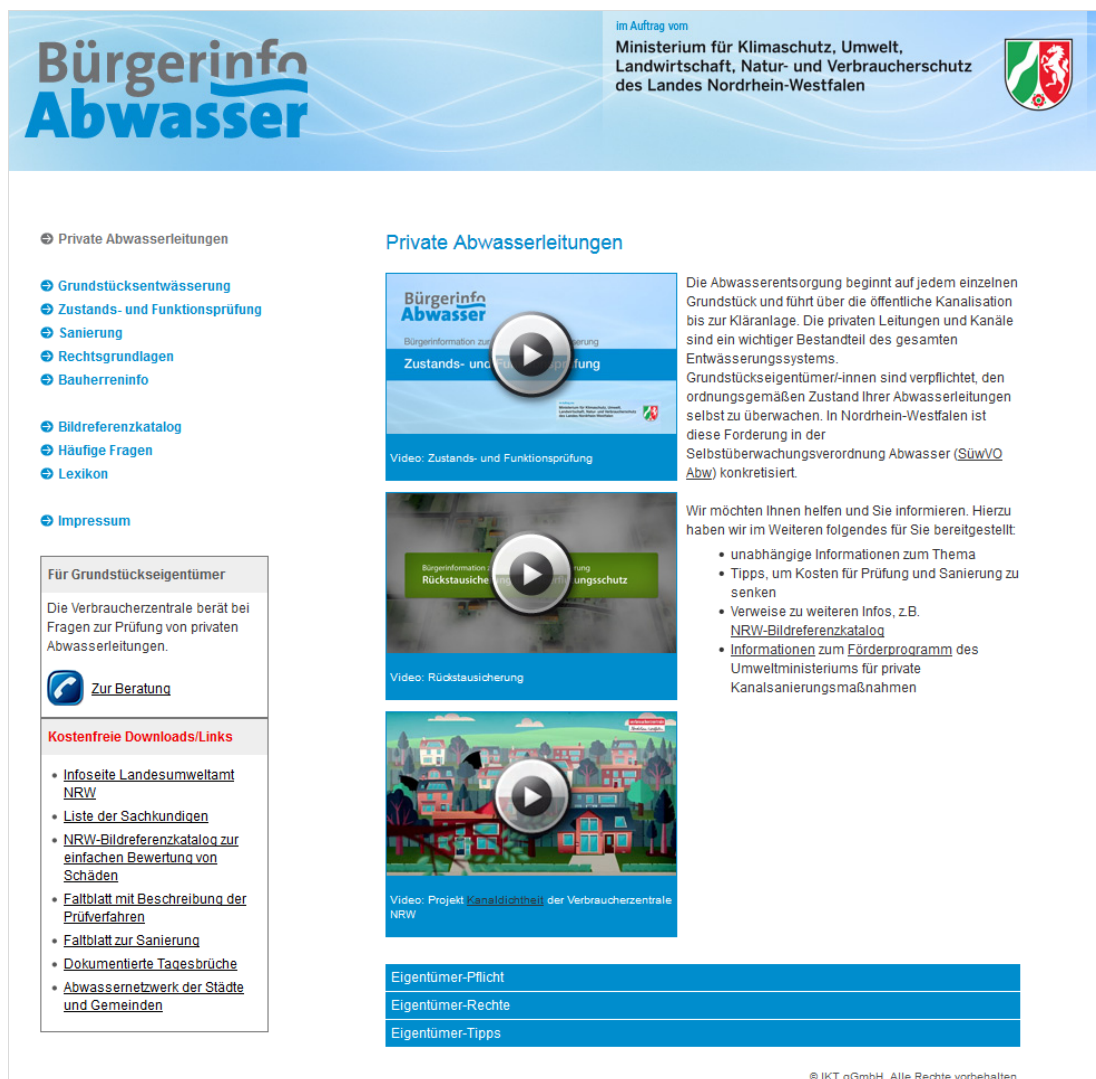 Bürgerinfo
Abwasser
im Auftrag vom
Ministerium für Klimaschutz, Umwelt,
Landwirtschaft, Natur- und Verbraucherschutz
des Landes Nordrhein-Westfalen
Private Abwasserleitungen
Grundstücksentwässerung
Zustands- und Funktionsprüfung
Sanierung
Rechtsgrundlagen
Bauherreninfo
Bildreferenzkatalog
Häufige Fragen
Lexikon
Impressum
Für Grundstückseigentümer
Die Verbraucherzentrale berät bei
Fragen zur Prüfung von privaten
Abwasserleitungen.
Zur Beratung
Kostenfreie Downloads/Links
Infoseite Landesumweltamt
NRW
Liste der Sachkundigen
NRW-Bildreferenzkatalog zur
einfachen Bewertung von
Schäden
Faltblatt mit Beschreibung der
Prüfverfahren
Faltblatt zur Sanierung
Dokumentierte Tagesbrüche
Abwassernetzwerk der Städte
und Gemeinden
Private Abwasserleitungen
Bürgerinfo
Abwasser
Bürgerinformation
Zustands- und
Video: Zustands- und Funktionsprüfung
Bürgerinformation
Video: Rückstausicherung
Video: Projekt Kanaldichtheit der Verbraucherzentrale
NRW
Die Abwasserentsorgung beginnt auf jedem einzelnen
Grundstück und führt über die öffentliche Kanalisation
bis zur Kläranlage. Die privaten Leitungen und Kanäle
sind ein wichtiger Bestandteil des gesamten
Entwässerungssystems.
Grundstückseigentümer/-innen sind verpflichtet, den
ordnungsgemäßen Zustand Ihrer Abwasserleitungen
selbst zu überwachen. In Nordrhein-Westfalen ist
diese Forderung in der
Selbstüberwachungsverordnung Abwasser (SüwVO
Abw) konkretisiert.
Wir möchten Ihnen helfen und Sie informieren. Hierzu
haben wir im Weiteren folgendes für Sie bereitgestellt:
unabhängige Informationen zum Thema
Tipps, um Kosten für Prüfung und Sanierung zu
senken
Verweise zu weiteren Infos, z.B.
NRW-Bildreferenzkatalog
Informationen zum Förderprogramm des
Umweltministeriums für private
Kanalsanierungsmaßnahmen
Eigentümer-Pflicht
Eigentümer-Rechte
Eigentümer-Tipps
© IKT gGmbH. Alle Rechte vorbehalten.